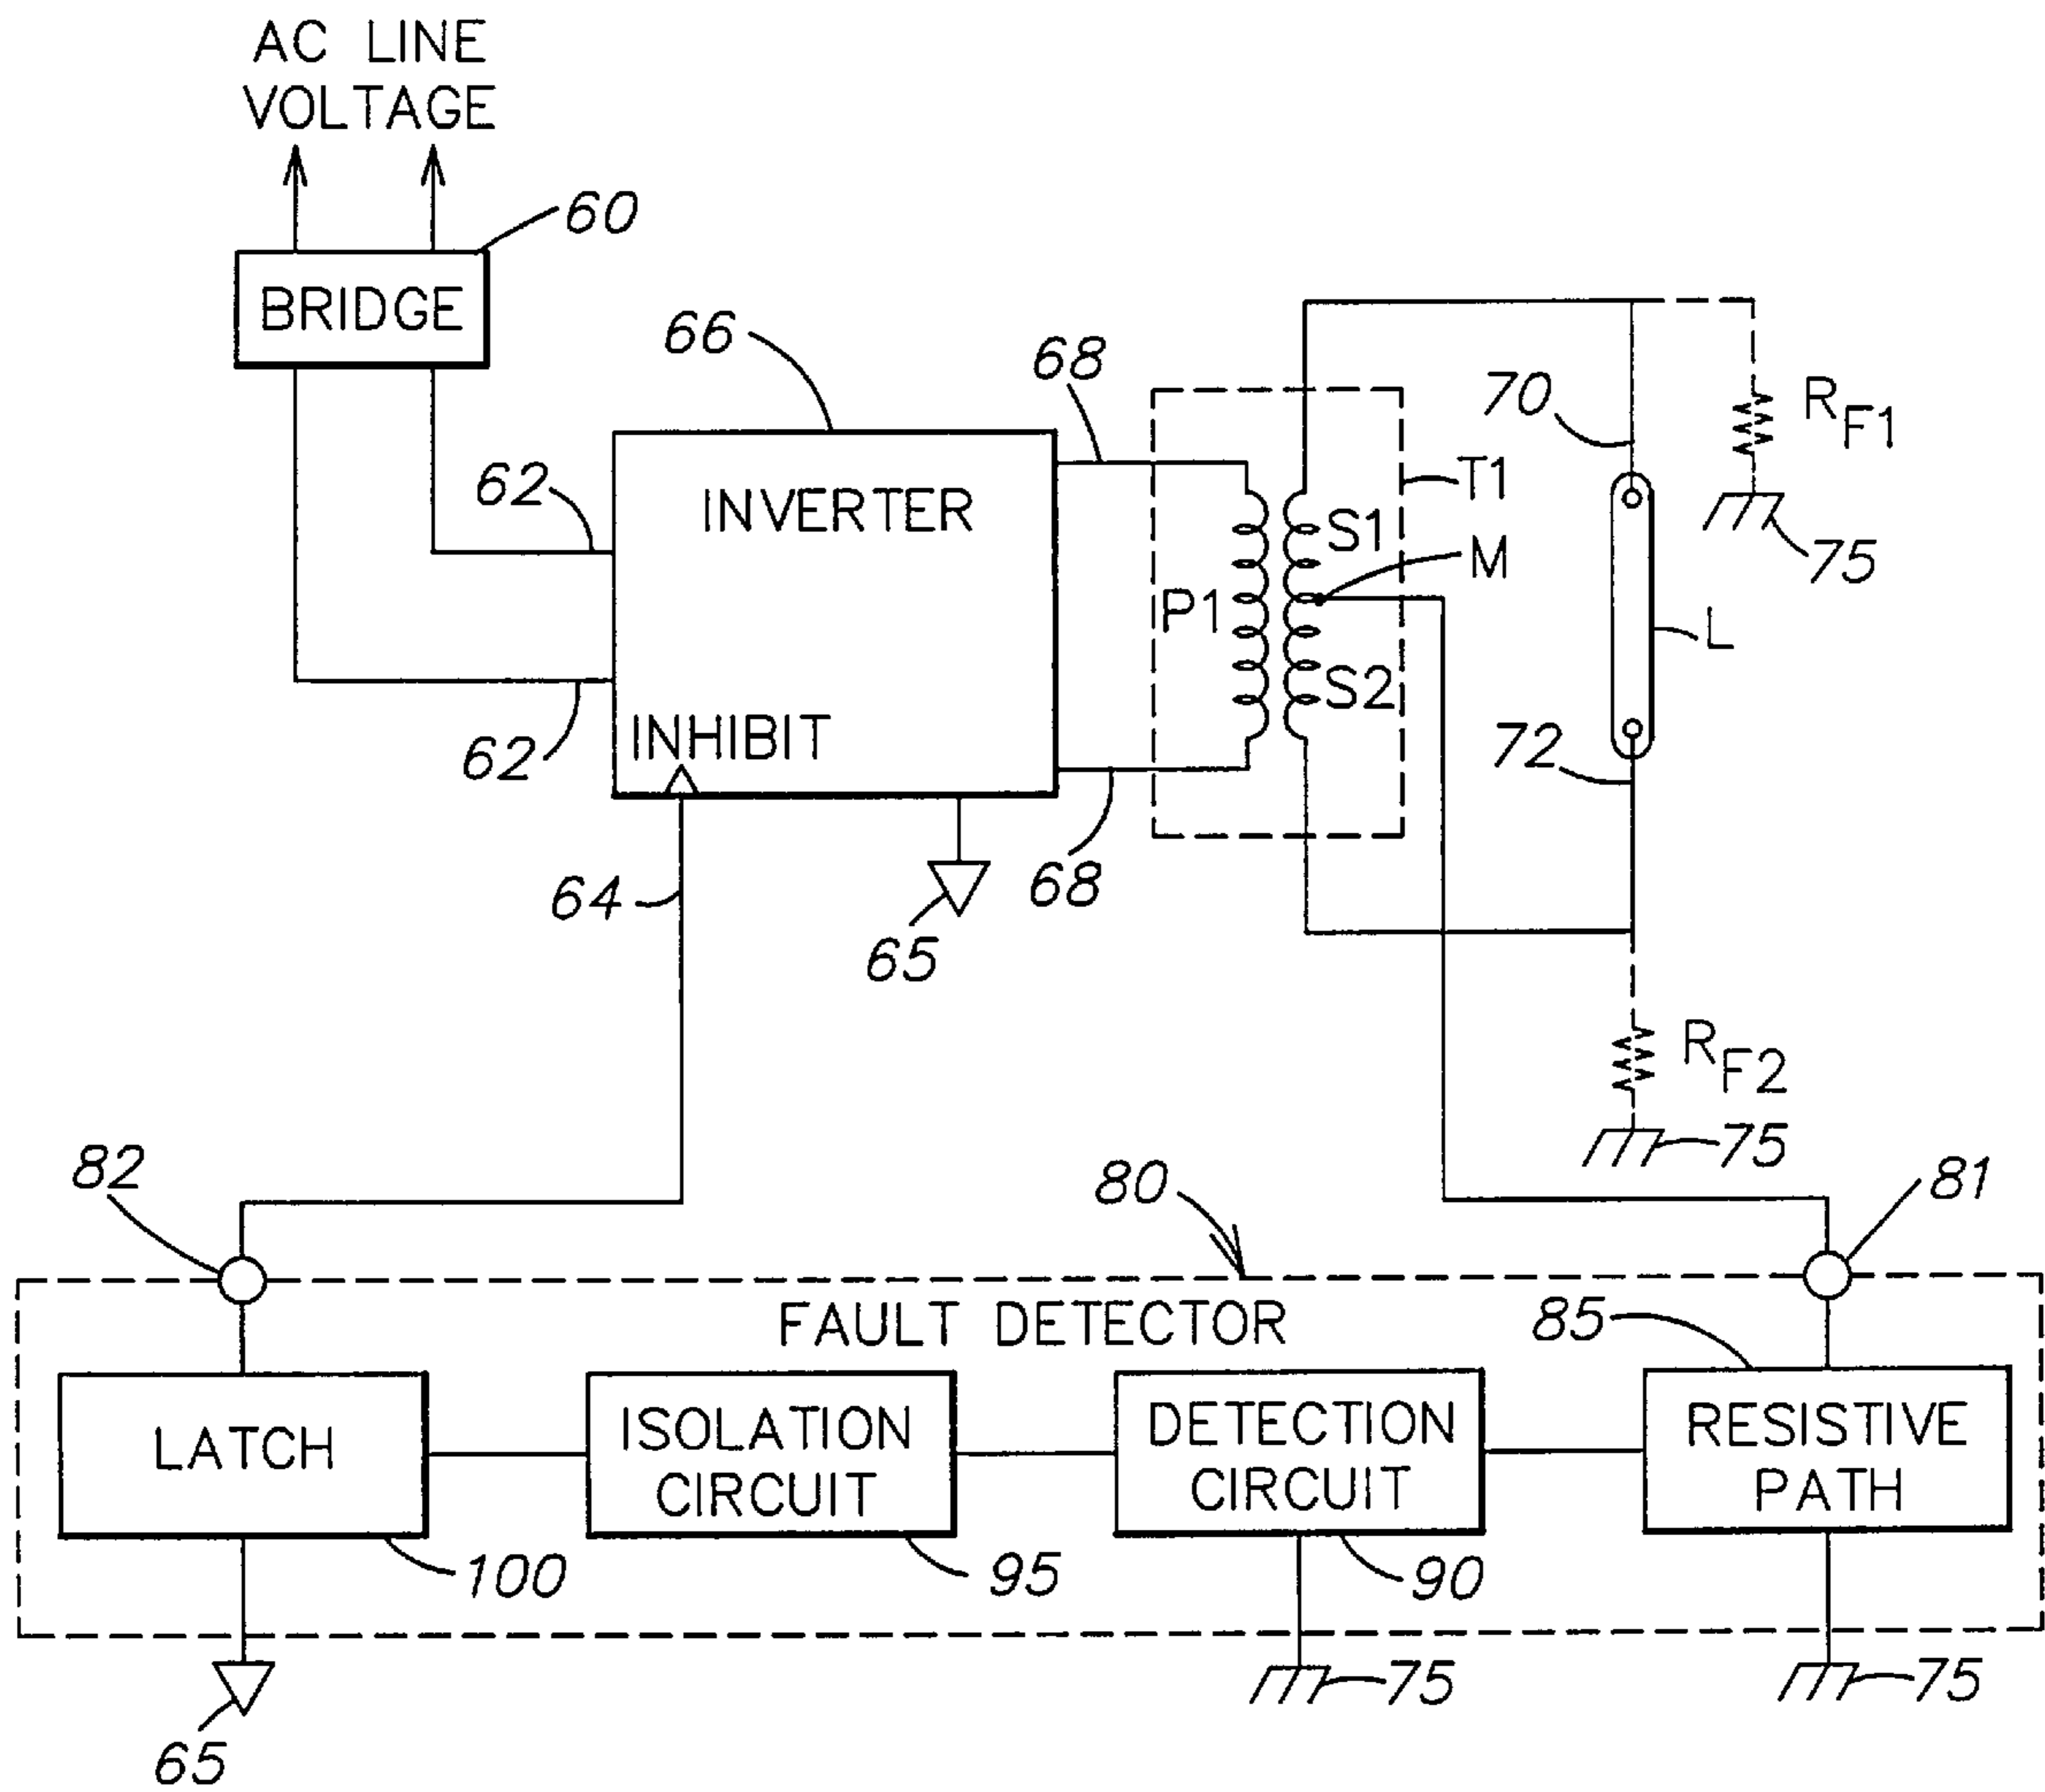 AC LINE
VOLTAGE
60
BRIDGE
66
68
70
R F1
62
INVERTER
T1
S1
M
75
P1
L
S2
62
INHIBIT
72
64
65
68
R F2
75
82
80
81
FAULT DETECTOR
85
LATCH
ISOLATION
CIRCUIT
DETECTION
CIRCUIT
RESISTIVE
PATH
100
95
90
75
75
65